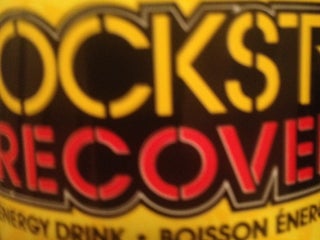 OCKST
RECOVE
ENERGY DRINK • BOISSON ÉNER